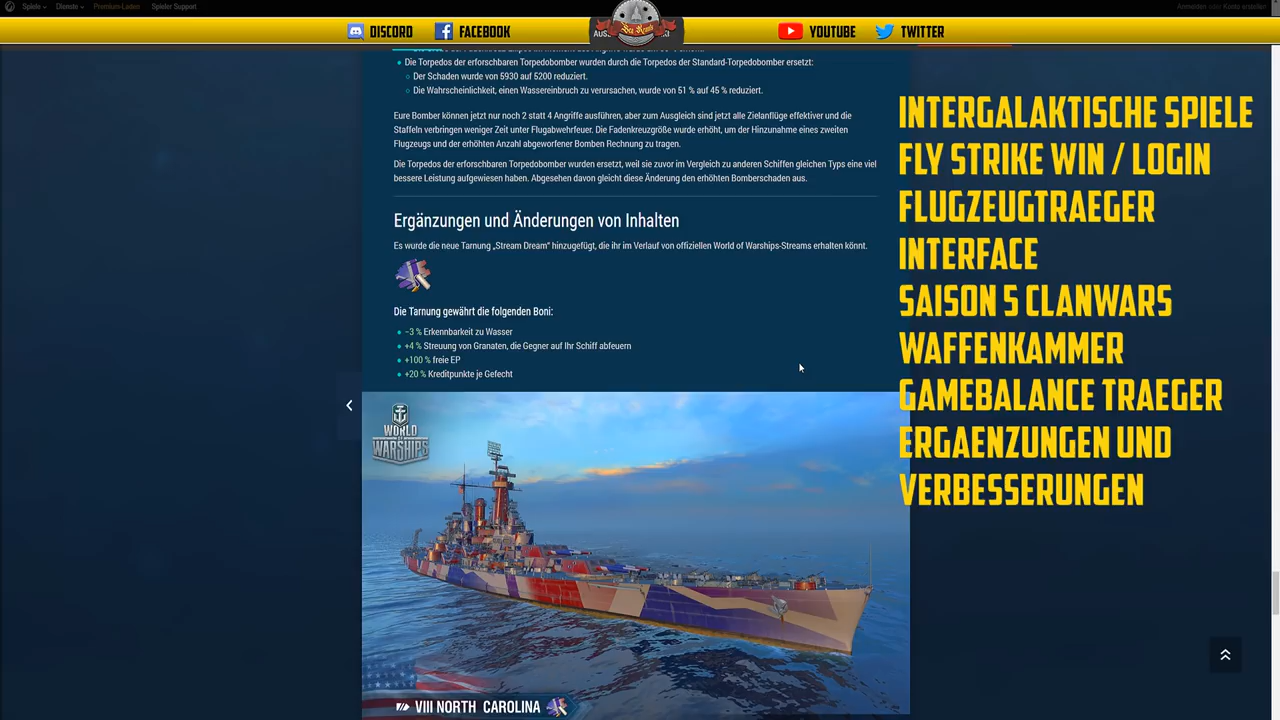 Spiele
Dienste
Premium-Laden
Spieler Support
Anmelden oder Konto erstellen
DISCORD
FACEBOOK
YOUTUBE
TWITTER
Die Torpedos der erforschbaren Torpedobomber wurden durch die Torpedos der Standard-Torpedobomber ersetzt:
Der Schaden wurde von 5930 auf 5200 reduziert.
Die Wahrscheinlichkeit, einen Wassereinbruch zu verursachen, wurde von 51 % auf 45 % reduziert.
Eure Bomber können jetzt nur noch 2 statt 4 Angriffe ausführen, aber zum Ausgleich sind jetzt alle Zielanflüge effektiver und die
Staffeln verbringen weniger Zeit unter Flugabwehrfeuer. Die Fadenkreuzgröße wurde erhöht, um der Hinzunahme eines zweiten
Flugzeugs und der erhöhten Anzahl abgeworfener Bomben Rechnung zu tragen.
Die Torpedos der erforschbaren Torpedobomber wurden ersetzt, weil sie zuvor im Vergleich zu anderen Schiffen gleichen Typs eine viel
bessere Leistung aufgewiesen haben. Abgesehen davon gleicht diese Änderung den erhöhten Bomberschaden aus.
Ergänzungen und Änderungen von Inhalten
Es wurde die neue Tarnung „Stream Dream" hinzugefügt, die ihr im Verlauf von offiziellen World of Warships-Streams erhalten könnt.
Die Tarnung gewährt die folgenden Boni:
−3 % Erkennbarkeit zu Wasser
+4 % Streuung von Granaten, die Gegner auf Ihr Schiff abfeuern
+100 % freie EP
+20 % Kreditpunkte je Gefecht
WORLD
OF
WARSHIPS
VIII NORTH CAROLINA
INTERGALAKTISCHE SPIELE
FLY STRIKE WIN / LOGIN
FLUGZEUGTRAEGER
INTERFACE
SAISON 5 CLANWARS
WAFFENKAMMER
GAMEBALANCE TRAEGER
ERGAENZUNGEN UND
VERBESSERUNGEN